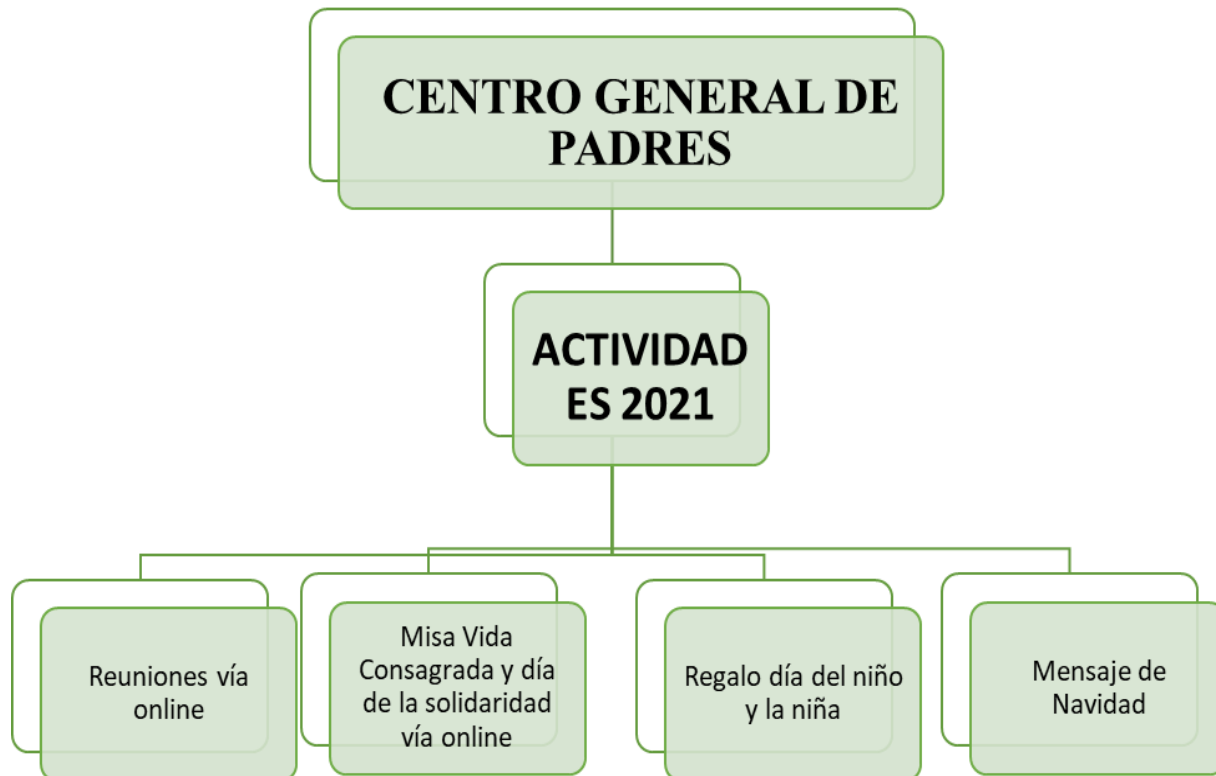 CENTRO GENERAL DE
PADRES
ACTIVIDAD
ES 2021
Reuniones vía
online
Misa Vida
Consagrada y día
de la solidaridad
vía online
Regalo día del niño
y la niña
Mensaje de
Navidad